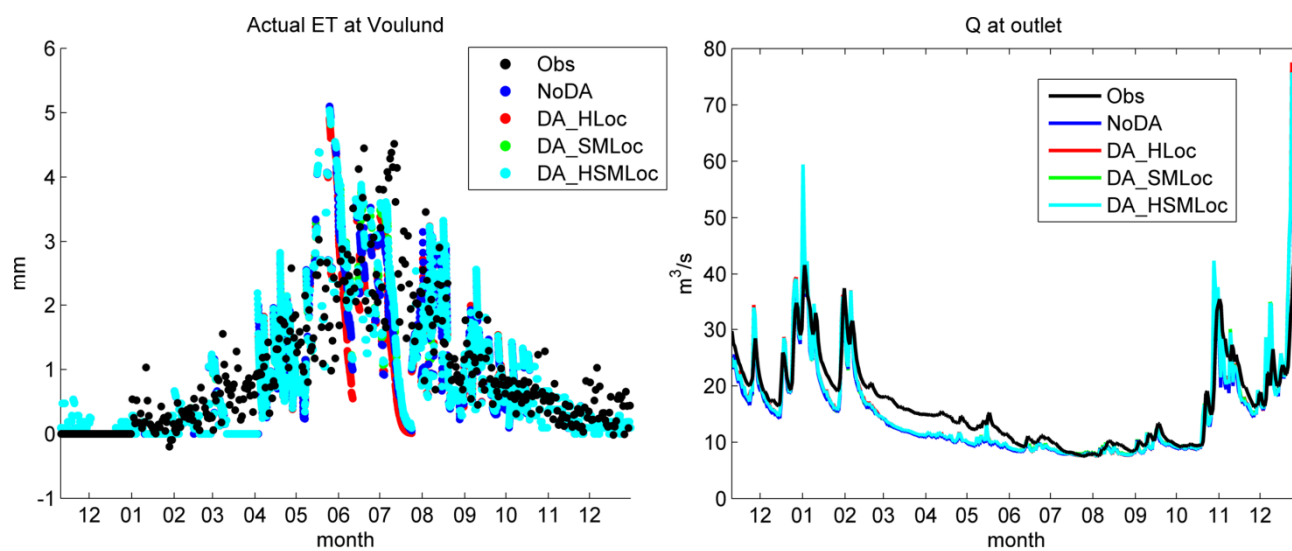 Actual ET at Voulund
6
5
4
3
2
1
0
-1
mm
Obs
NoDA
DA_HLoc
DA_SMLoc
DA_HSMLoc
12 01 02 03 04 05 06 07 08 09 10 11 12
month
Q at outlet
80
70
60
50
40
30
20
10
0
m³/s
Obs
NoDA
DA_HLoc
DA_SMLoc
DA_HSMLoc
12 01 02 03 04 05 06 07 08 09 10 11 12
month